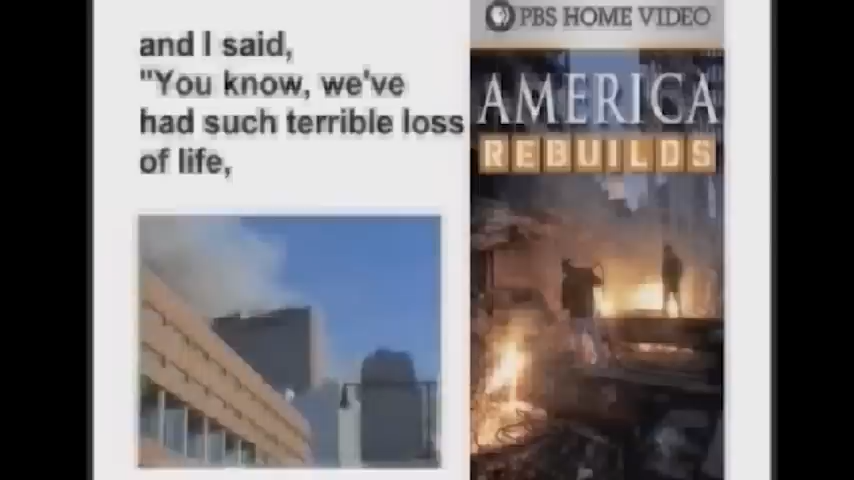 and I said,
"You know, we've
had such terrible loss
of life,
PBS HOME VIDEO
AMERICA
REBUILDS